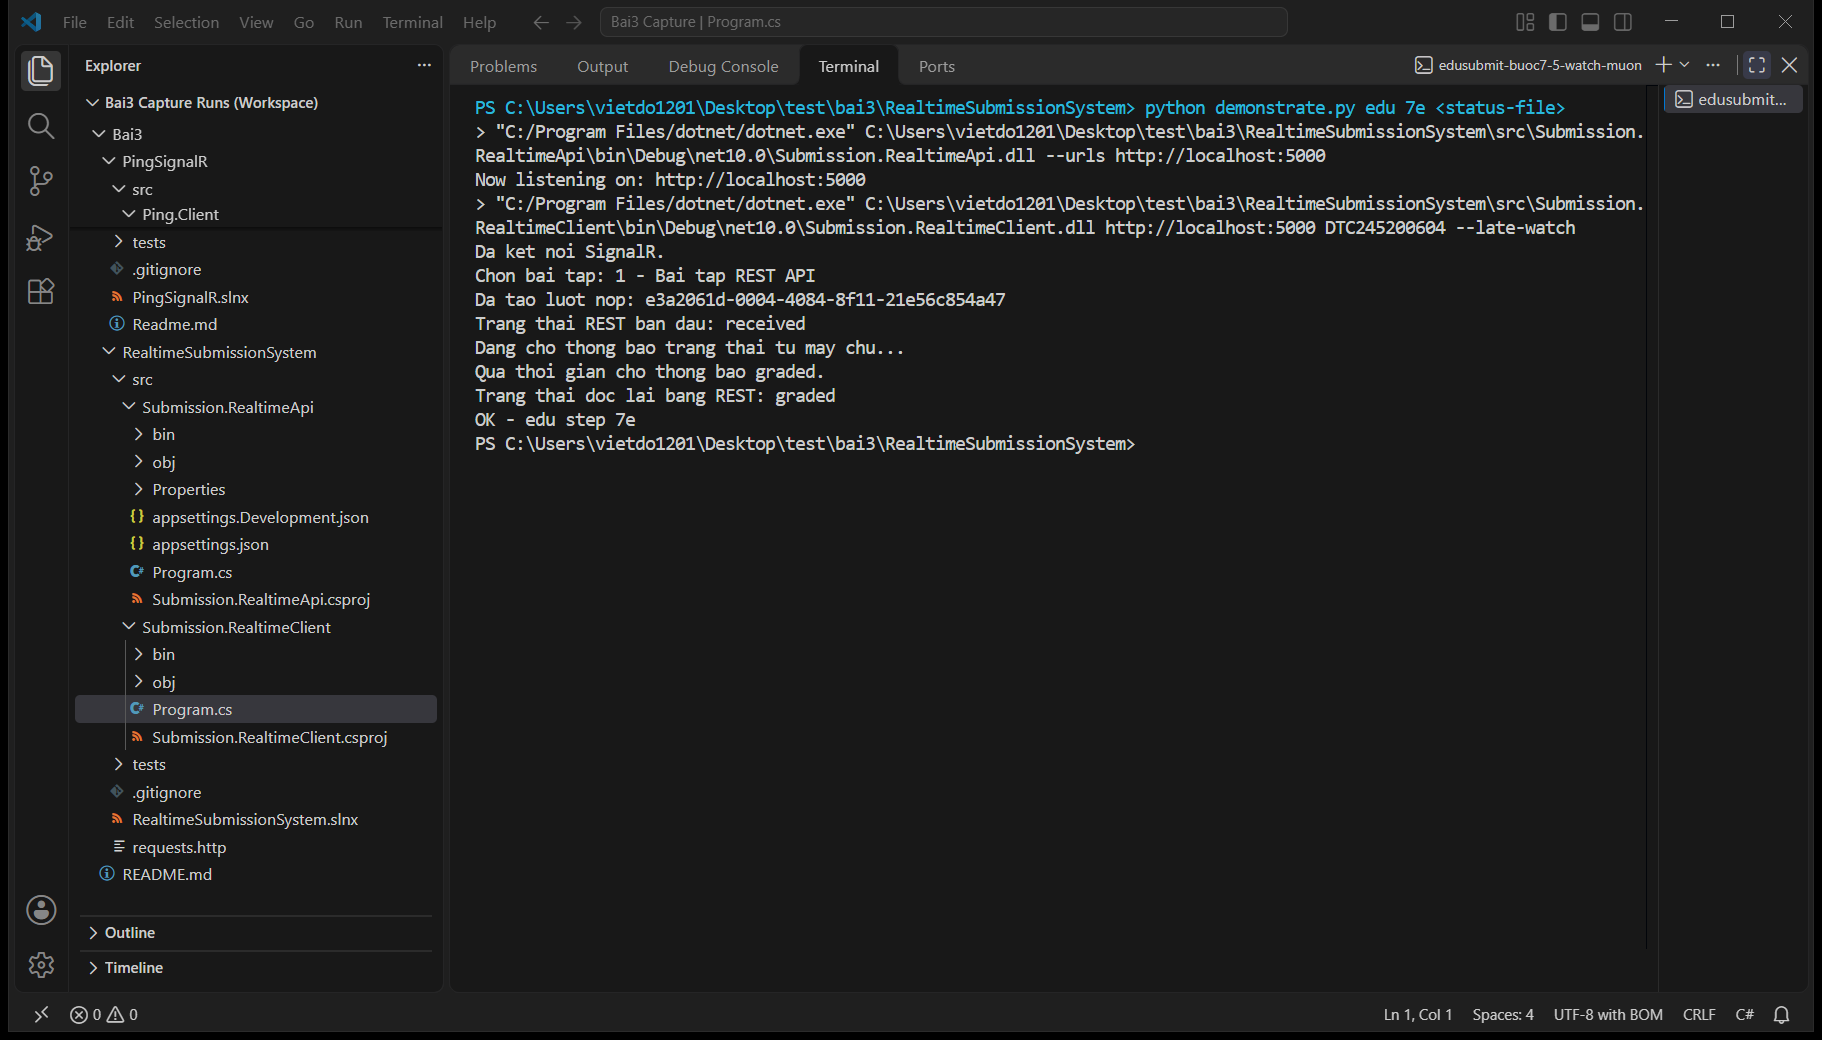 File Edit Selection View Go Run Terminal Help
Bai3 Capture | Program.cs
Explorer
Bai3 Capture Runs (Workspace)
Bai3
PingSignalR
src
Ping.Client
tests
.gitignore
PingSignalR.slnx
Readme.md
RealtimeSubmissionSystem
src
Submission.RealtimeApi
bin
obj
Properties
appsettings.Development.json
appsettings.json
Program.cs
Submission.RealtimeApi.csproj
Submission.RealtimeClient
bin
obj
Program.cs
Submission.RealtimeClient.csproj
tests
.gitignore
RealtimeSubmissionSystem.slnx
requests.http
README.md
Outline
Timeline
Problems Output Debug Console Terminal Ports
edusubmit-buoc7-5-watch-muon
edusubmit...
PS C:\Users\vietdo1201\Desktop\test\bai3\RealtimeSubmissionSystem> python demonstrate.py edu 7e <status-file>
> "C:/Program Files/dotnet/dotnet.exe" C:\Users\vietdo1201\Desktop\test\bai3\RealtimeSubmissionSystem\src\Submission.
RealtimeApi\bin\Debug\net10.0\Submission.RealtimeApi.dll --urls http://localhost:5000
Now listening on: http://localhost:5000
> "C:/Program Files/dotnet/dotnet.exe" C:\Users\vietdo1201\Desktop\test\bai3\RealtimeSubmissionSystem\src\Submission.
RealtimeClient\bin\Debug\net10.0\Submission.RealtimeClient.dll http://localhost:5000 DTC245200604 --late-watch
Da ket noi SignalR.
Chon bai tap: 1 - Bai tap REST API
Da tao luot nop: e3a2061d-0004-4084-8f11-21e56c854a47
Trang thai REST ban dau: received
Dang cho thong bao trang thai tu may chu...
Qua thoi gian cho thong bao graded.
Trang thai doc lai bang REST: graded
OK - edu step 7e
PS C:\Users\vietdo1201\Desktop\test\bai3\RealtimeSubmissionSystem>
0 0
Ln 1, Col 1 Spaces: 4 UTF-8 with BOM CRLF C#